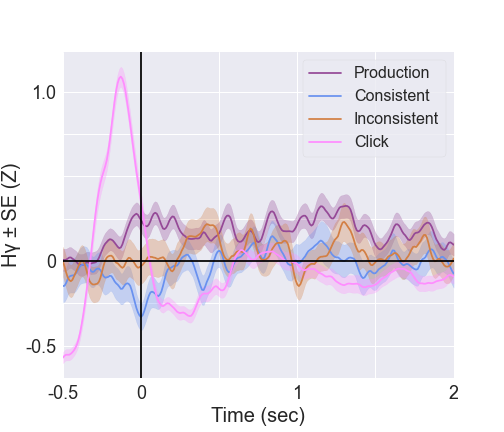 Hγ ± SE (Z)
1.0
0
-0.5
Production
Consistent
Inconsistent
Click
-0.5 0 1 2
Time (sec)